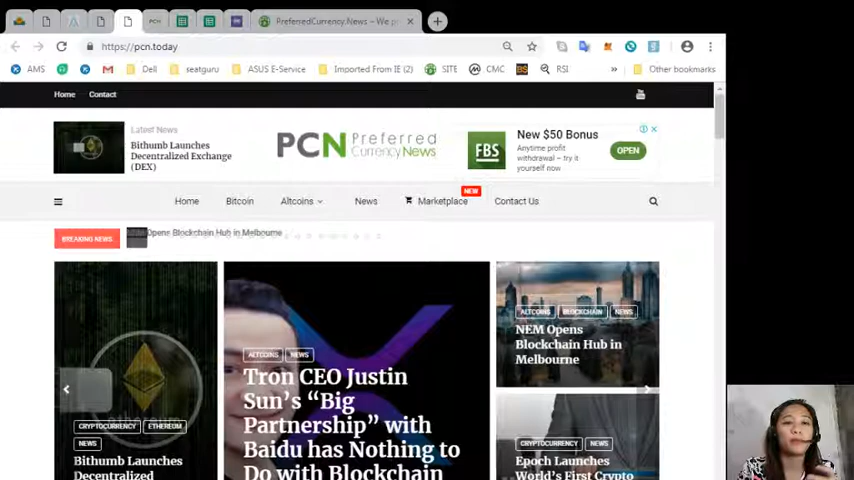 PCN
PreferredCurrency.News – We p
https://pcn.today
AMS
Dell
seatguru
ASUS E-Service
Imported From IE (2)
SITE
CMC
BS
RSI
»
Other bookmarks
Home
Contact
Latest News
Bithumb Launches
Decentralized Exchange
(DEX)
PCN Preferred
Currency News
FBS
New $50 Bonus
Anytime profit
withdrawal – try it
yourself now
OPEN
NEW
Home
Bitcoin
Altcoins
News
Marketplace
Contact Us
BREAKING NEWS
Opens Blockchain Hub in Melbourne
CRYPTOCURRENCY
ETHEREUM
NEWS
Bithumb Launches
Decentralized
ALTCOINS
NEWS
Tron CEO Justin
Sun's “Big
Partnership” with
Baidu has Nothing to
Do with Blockchain
ALTCOINS
BLOCKCHAIN
NEWS
NEM Opens
Blockchain Hub in
Melbourne
CRYPTOCURRENCY
NEWS
Epoch Launches
World's First Crypto